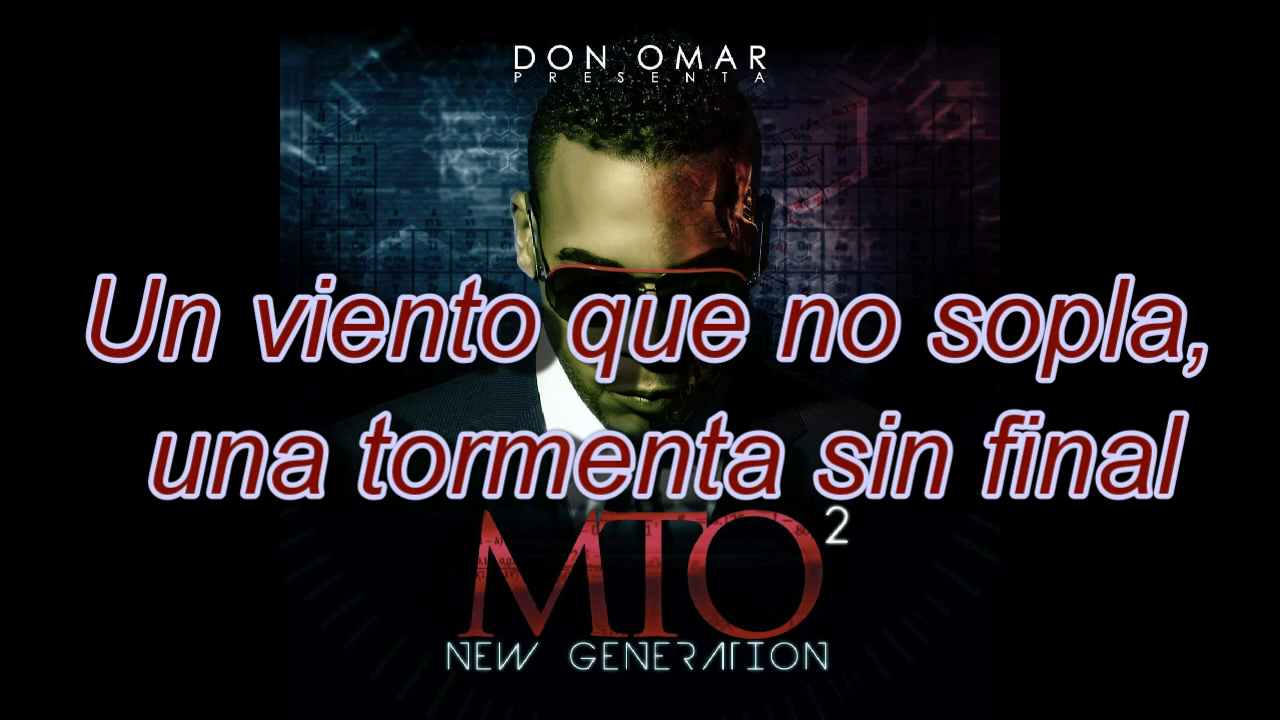 DON OMAR
PRESENTA
Un viento que no sopla,
una tormenta sin final
MTO²
NEW GENERATION